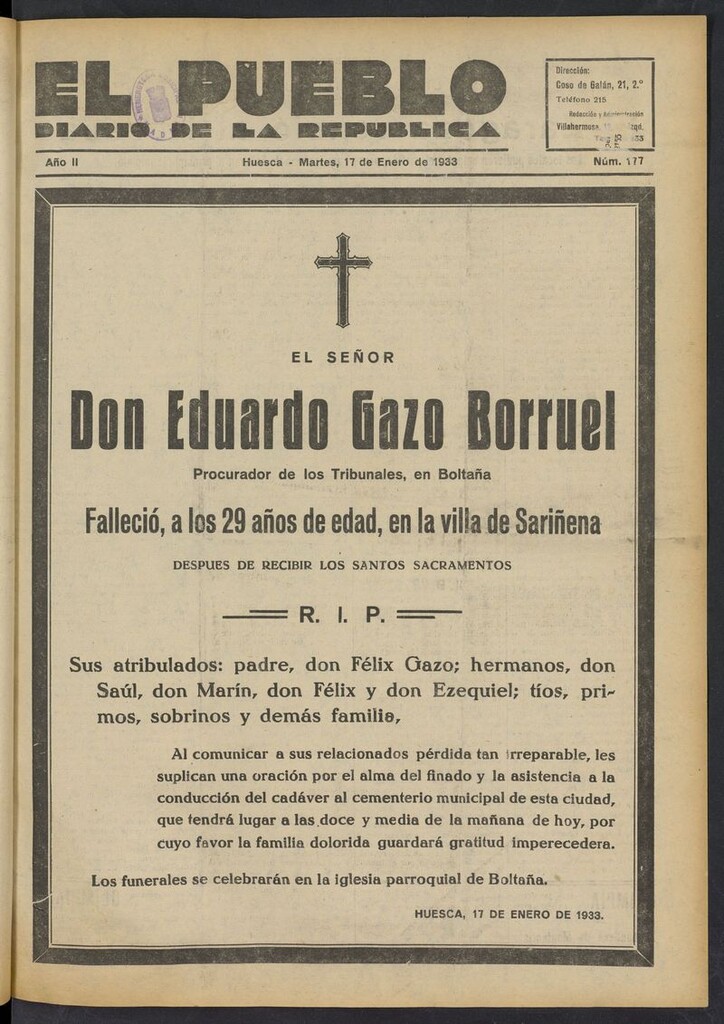 EL PUEBLO
DIARIO DE LA REPUBLICA
Dirección:
Coso de Galán, 21, 2.º
Teléfono 215
Redacción y Administración
Villahermosa,
Año II
Huesca - Martes, 17 de Enero de 1933
Núm. 177
EL SEÑOR
Don Eduardo Gazo Borruel
Procurador de los Tribunales, en Boltaña
Falleció, a los 29 años de edad, en la villa de Sariñena
DESPUES DE RECIBIR LOS SANTOS SACRAMENTOS
R. I. P.
Sus atribulados: padre, don Félix Gazo; hermanos, don
Saúl, don Marín, don Félix y don Ezequiel; tíos, pri-
mos, sobrinos y demás familia,
Al comunicar a sus relacionados pérdida tan irreparable, les
suplican una oración por el alma del finado y la asistencia a la
conducción del cadáver al cementerio municipal de esta ciudad,
que tendrá lugar a las doce y media de la mañana de hoy, por
cuyo favor la familia dolorida guardará gratitud imperecedera.
Los funerales se celebrarán en la iglesia parroquial de Boltaña.
HUESCA, 17 DE ENERO DE 1933.